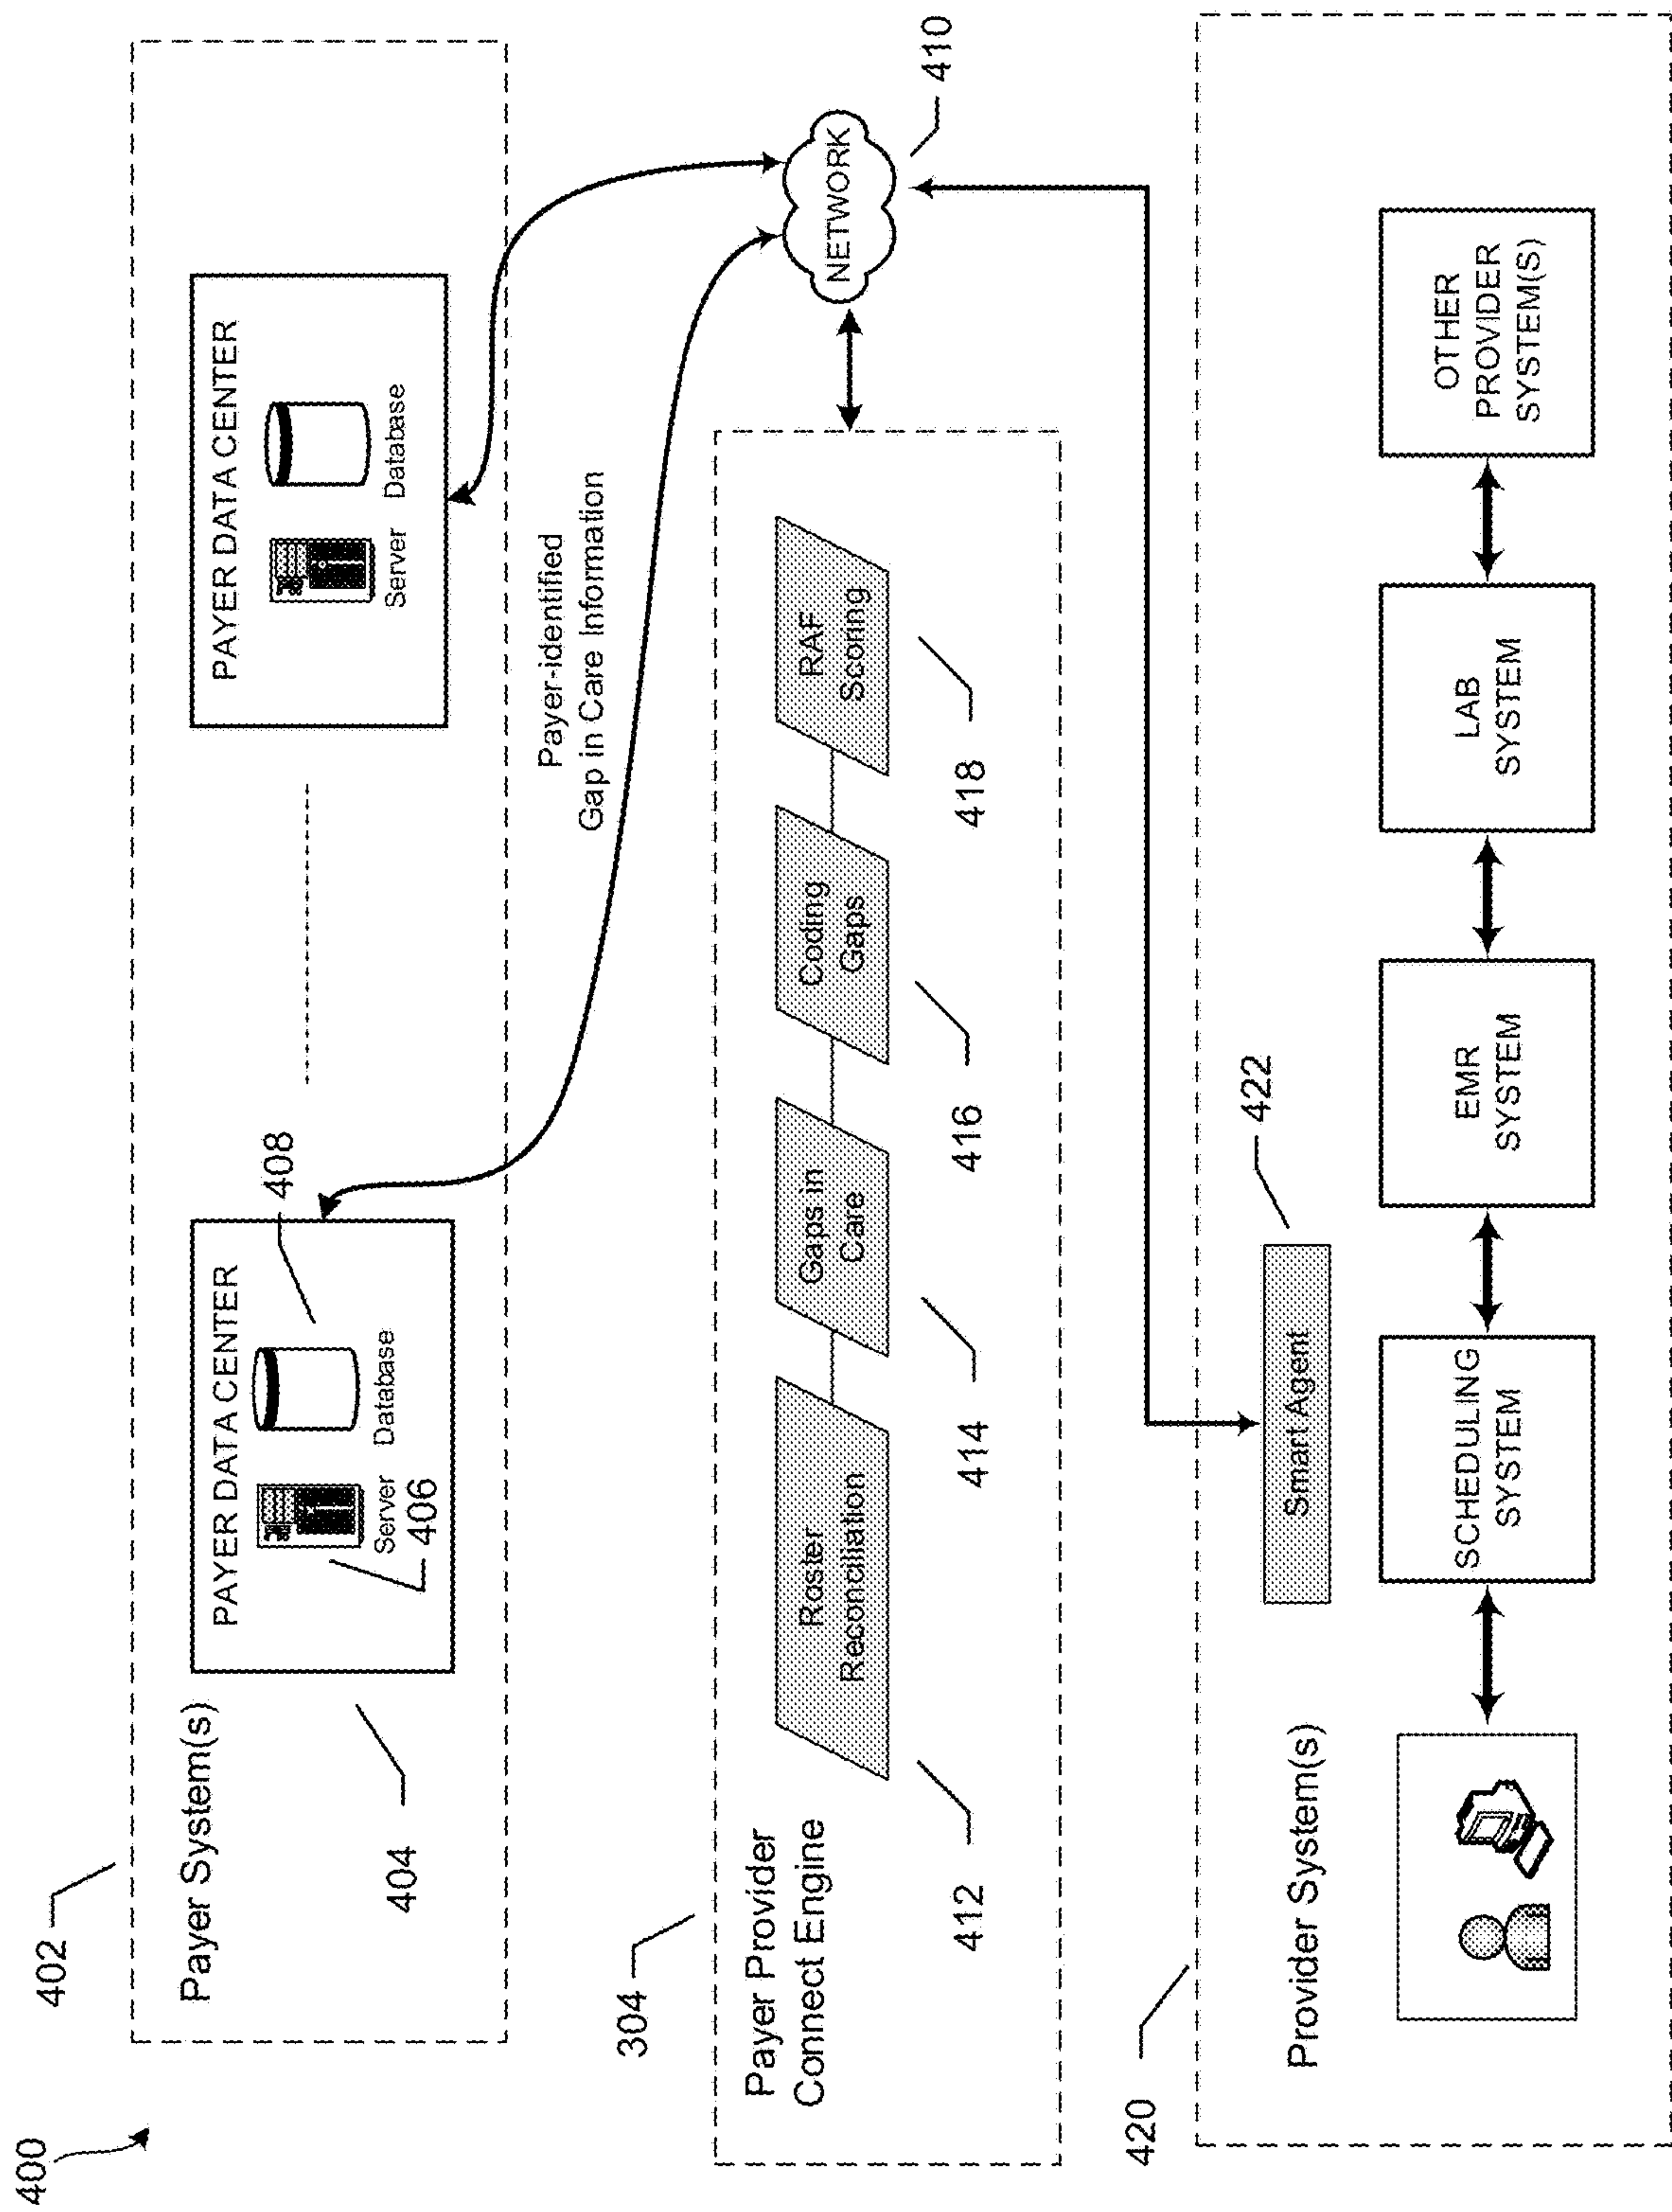 400
402
Payer System(s)
404
PAYER DATA CENTER
Server
Database
406
408
PAYER DATA CENTER
Server
Database
Payer-identified
Gap in Care Information
304
Payer Provider
Connect Engine
Roster
Reconciliation
412
Gaps in
Care
414
Coding
Gaps
416
RAF
Scoring
418
NETWORK
410
420
Provider System(s)
Smart Agent
422
SCHEDULING
SYSTEM
EMR
SYSTEM
LAB
SYSTEM
OTHER
PROVIDER
SYSTEM(S)